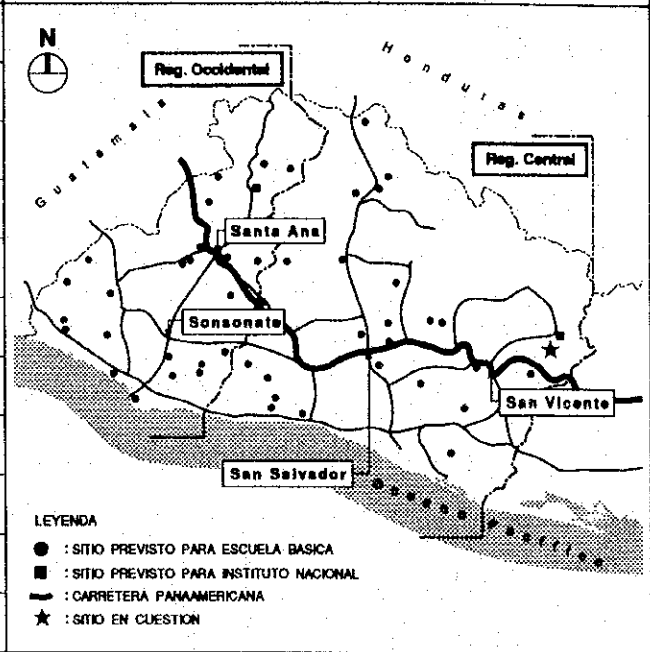 N
Reg. Occidental
Honduras
Guatemala
Reg. Central
Santa Ana
Sonsonate
San Vicente
San Salvador
Oceano Pacifico
LEYENDA
● : SITIO PREVISTO PARA ESCUELA BASICA
■ : SITIO PREVISTO PARA INSTITUTO NACIONAL
: CARRETERA PANAAMERICANA
★ : SITIO EN CUESTION